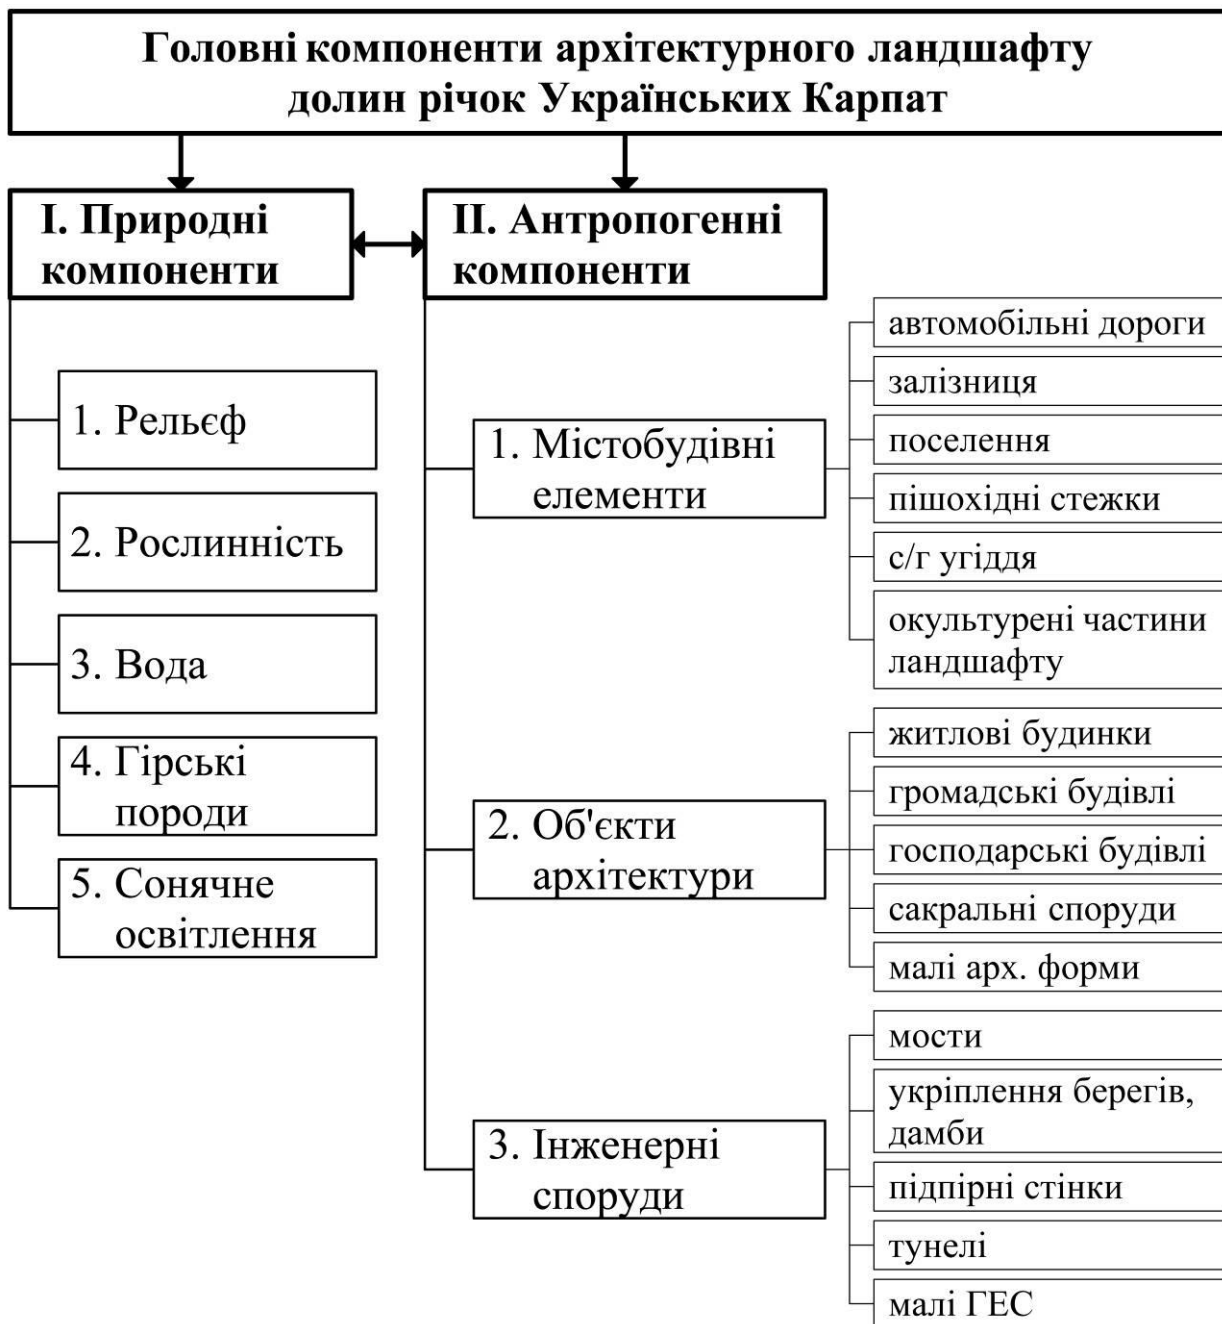 Головні компоненти архітектурного ландшафту
долин річок Українських Карпат
I. Природні
компоненти
II. Антропогенні
компоненти
1. Рельєф
2. Рослинність
3. Вода
4. Гірські
породи
5. Сонячне
освітлення
1. Містобудівні
елементи
автомобільні дороги
залізниця
поселення
пішохідні стежки
с/г угіддя
окультурені частини
ландшафту
2. Об'єкти
архітектури
житлові будинки
громадські будівлі
господарські будівлі
сакральні споруди
малі арх. форми
3. Інженерні
споруди
мости
укріплення берегів,
дамби
підпірні стінки
тунелі
малі ГЕС